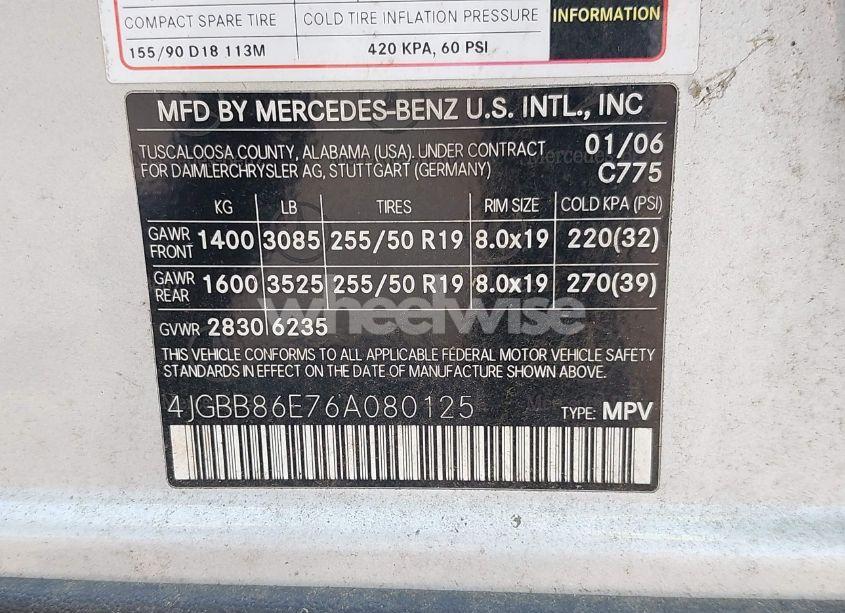 COMPACT SPARE TIRE COLD TIRE INFLATION PRESSURE INFORMATION
155/90 D18 113M 420 KPA, 60 PSI
MFD BY MERCEDES-BENZ U.S. INTL., INC
TUSCALOOSA COUNTY, ALABAMA (USA). UNDER CONTRACT 01/06
FOR DAIMLERCHRYSLER AG, STUTTGART (GERMANY) C775
KG LB TIRES RIM SIZE COLD KPA (PSI)
GAWR FRONT 1400 3085 255/50 R19 8.0x19 220(32)
GAWR REAR 1600 3525 255/50 R19 8.0x19 270(39)
wheelwise
GVWR 2830 6235
THIS VEHICLE CONFORMS TO ALL APPLICABLE FEDERAL MOTOR VEHICLE SAFETY
STANDARDS IN EFFECT ON THE DATE OF MANUFACTURE SHOWN ABOVE.
4JGBB86E76A080125 TYPE: MPV